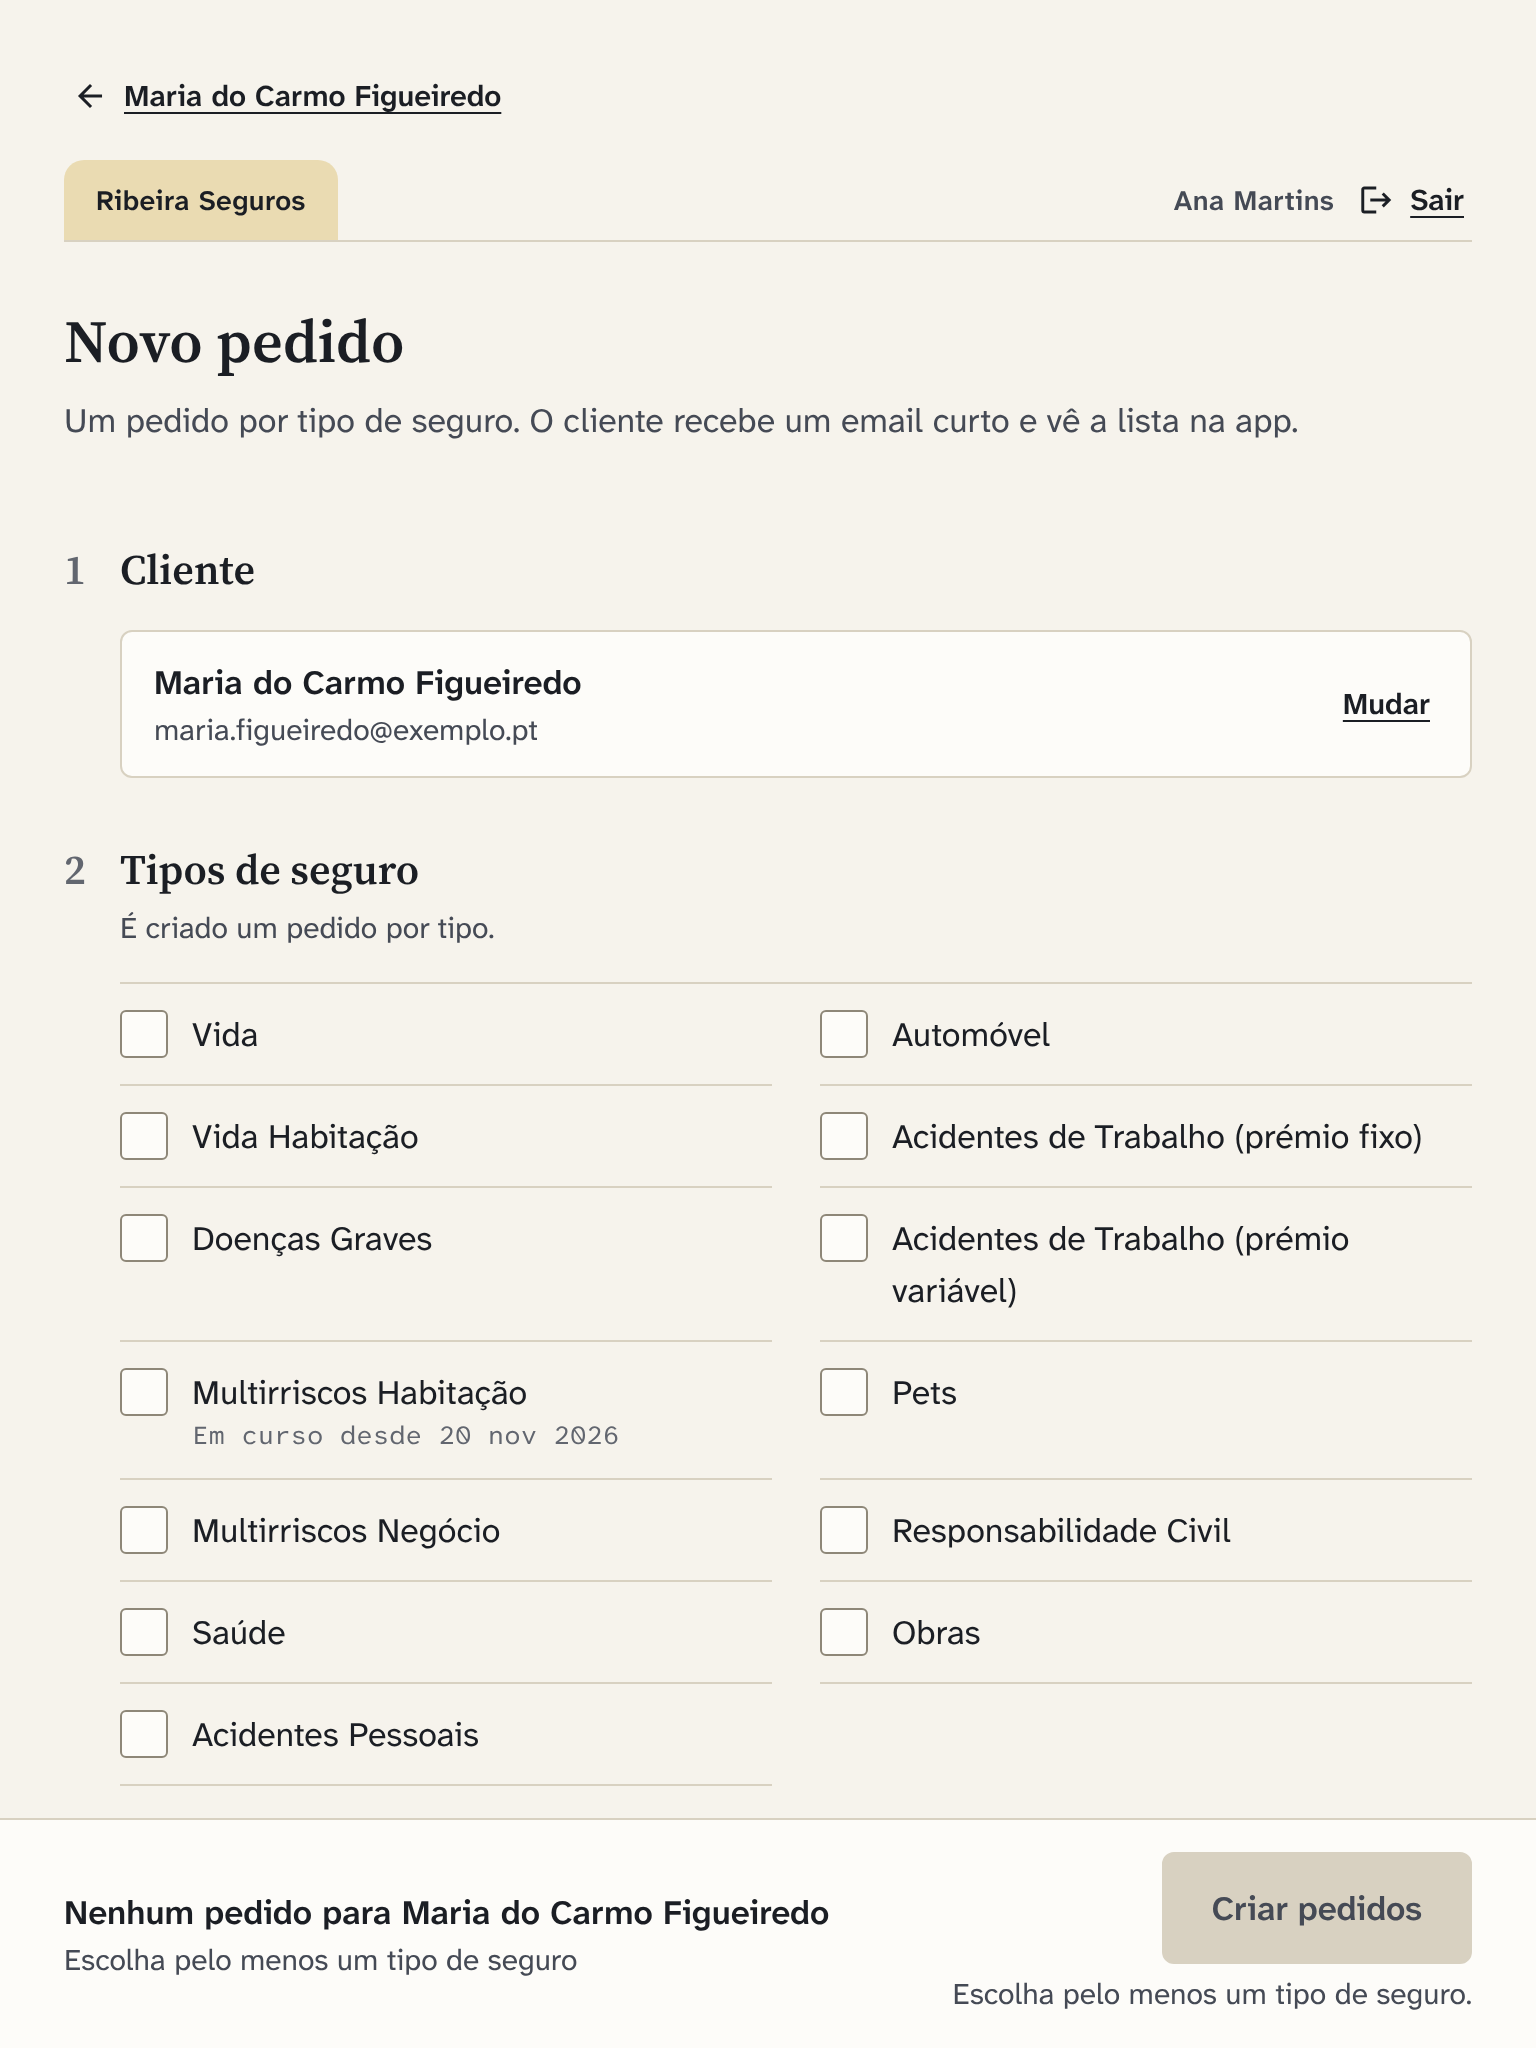 Maria do Carmo Figueiredo
Ribeira Seguros
Ana Martins
Sair
Novo pedido
Um pedido por tipo de seguro. O cliente recebe um email curto e vê a lista na app.
1 Cliente
Maria do Carmo Figueiredo
maria.figueiredo@exemplo.pt
Mudar
2 Tipos de seguro
É criado um pedido por tipo.
Vida
Vida Habitação
Doenças Graves
Multirriscos Habitação
Em curso desde 20 nov 2026
Multirriscos Negócio
Saúde
Acidentes Pessoais
Automóvel
Acidentes de Trabalho (prémio fixo)
Acidentes de Trabalho (prémio
variável)
Pets
Responsabilidade Civil
Obras
Nenhum pedido para Maria do Carmo Figueiredo
Escolha pelo menos um tipo de seguro
Criar pedidos
Escolha pelo menos um tipo de seguro.